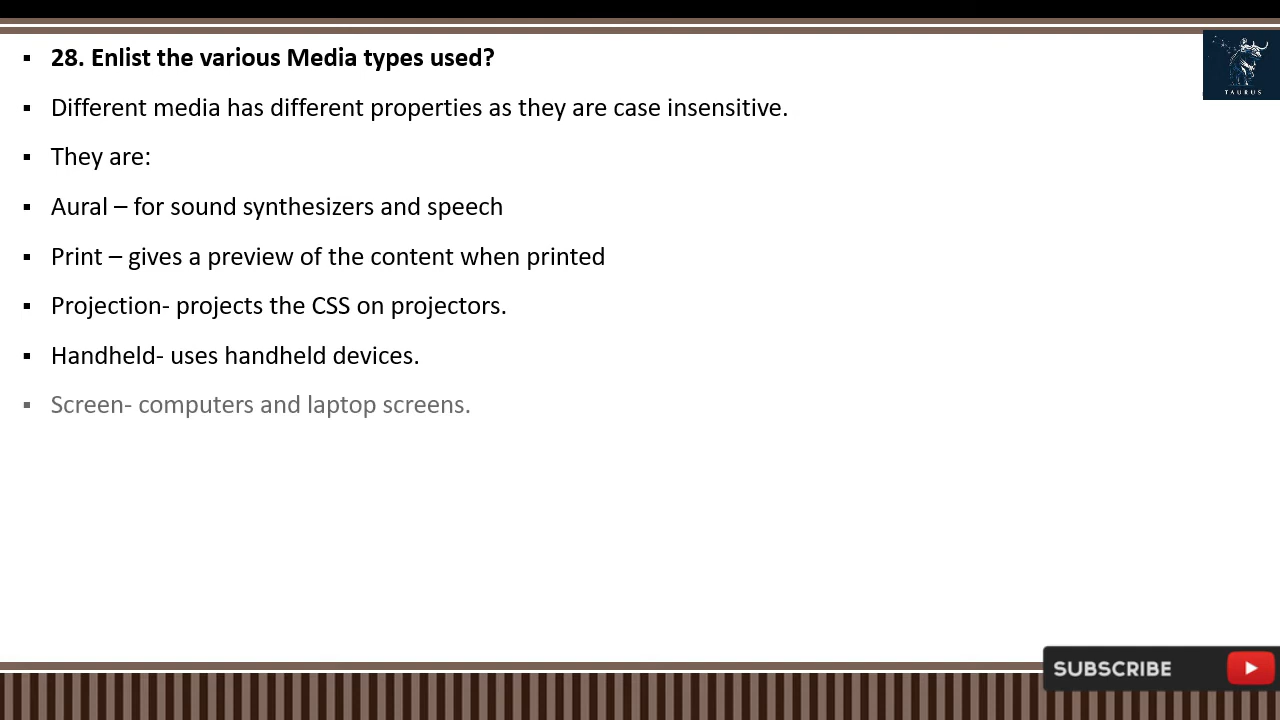 28. Enlist the various Media types used?
Different media has different properties as they are case insensitive.
They are:
Aural – for sound synthesizers and speech
Print – gives a preview of the content when printed
Projection- projects the CSS on projectors.
Handheld- uses handheld devices.
Screen- computers and laptop screens.
TAURUS
SUBSCRIBE